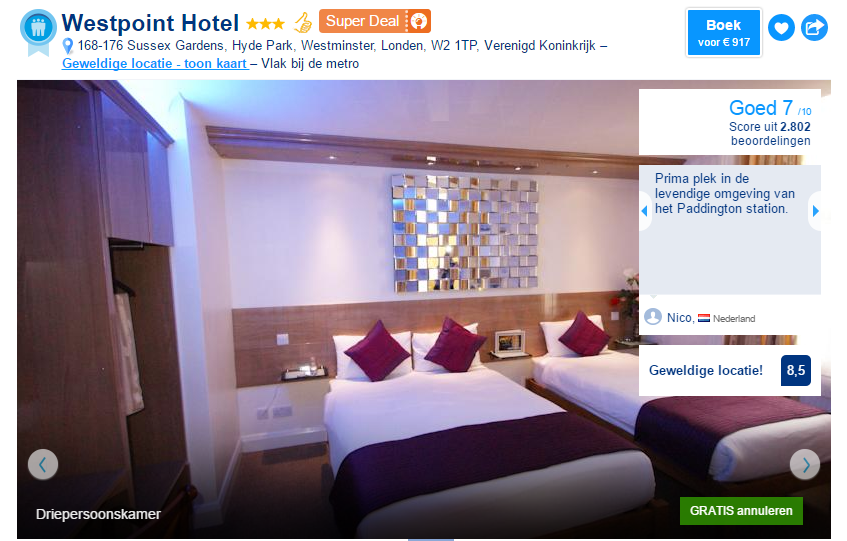 Westpoint Hotel
Super Deal
168-176 Sussex Gardens, Hyde Park, Westminster, Londen, W2 1TP, Verenigd Koninkrijk –
Geweldige locatie - toon kaart – Vlak bij de metro
Boek
voor € 917
Goed 7 /10
Score uit 2.802
beoordelingen
Prima plek in de
levendige omgeving van
het Paddington station.
Nico, Nederland
Geweldige locatie! 8,5
Driepersoonskamer
GRATIS annuleren